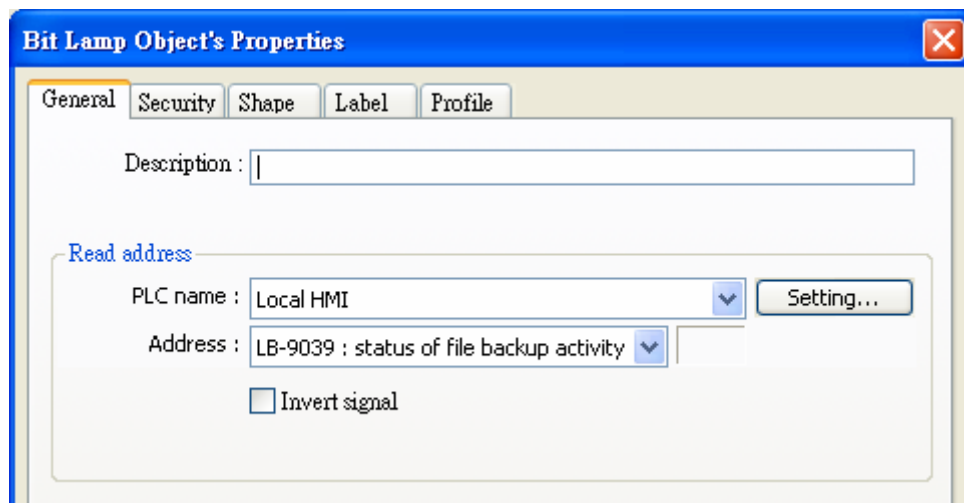 Bit Lamp Object's Properties
General Security Shape Label Profile
Description :
Read address
PLC name : Local HMI Setting...
Address : LB-9039 : status of file backup activity
Invert signal